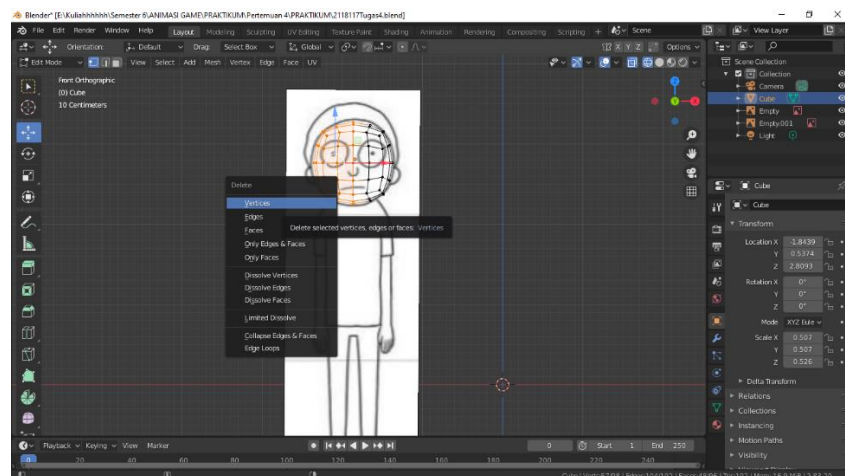 Blender* [E:\Kuliahhhhhh\Semester 6\ANIMASI GAME\PRAKTIKUM\Pertemuan 4\PRAKTIKUM\2118117Tugas4.blend]
File Edit Render Window Help Layout Modeling Sculpting UV Editing Texture Paint Shading Animation Rendering Compositing Scripting + Scene View Layer
Orientation: Default Drag: Select Box Global X Y Z Options
Edit Mode View Select Add Mesh Vertex Edge Face UV
Front Orthographic
(0) Cube
10 Centimeters
Scene Collection
Collection
Camera
Cube
Empty
Empty.001
Light
Delete
Vertices
Edges
Faces
Delete selected vertices, edges or faces: Vertices
Only Edges & Faces
Only Faces
Dissolve Vertices
Dissolve Edges
Dissolve Faces
Limited Dissolve
Collapse Edges & Faces
Edge Loops
Cube
Cube
Transform
Location X -1.8439
Y 0.5374
Z 2.8093
Rotation X 0°
Y 0°
Z 0°
Mode XYZ Eule
Scale X 0.507
Y 0.507
Z 0.526
Delta Transform
Relations
Collections
Instancing
Motion Paths
Visibility
Playback Keying View Marker 0 Start 1 End 250
0 20 40 60 80 100 120 140 160 180 200 220 240